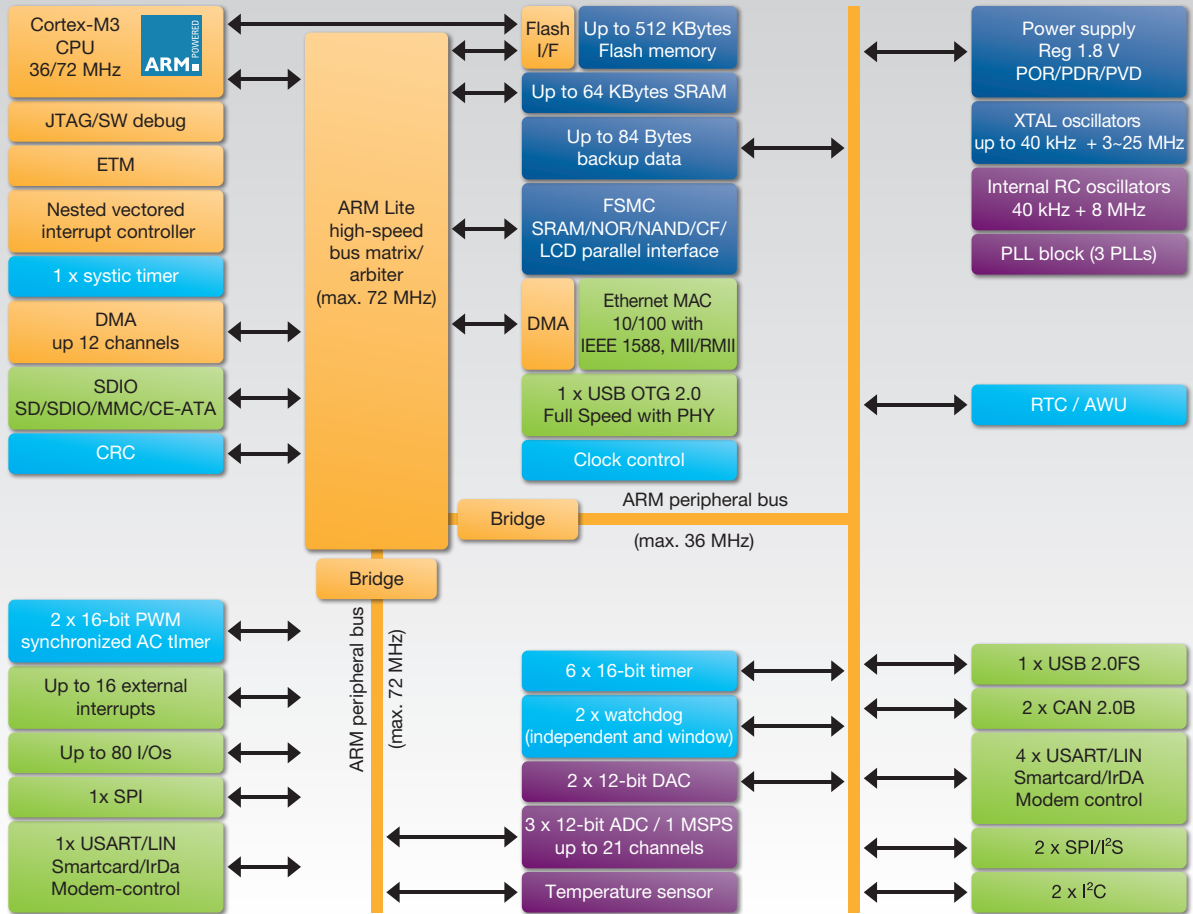 Cortex-M3
CPU
36/72 MHz
ARM
POWERED
JTAG/SW debug
ETM
Nested vectored
interrupt controller
1 x systic timer
DMA
up 12 channels
SDIO
SD/SDIO/MMC/CE-ATA
CRC
ARM Lite
high-speed
bus matrix/
arbiter
(max. 72 MHz)
Flash
I/F
Up to 512 KBytes
Flash memory
Up to 64 KBytes SRAM
Up to 84 Bytes
backup data
FSMC
SRAM/NOR/NAND/CF/
LCD parallel interface
DMA
Ethernet MAC
10/100 with
IEEE 1588, MII/RMII
1 x USB OTG 2.0
Full Speed with PHY
Clock control
Power supply
Reg 1.8 V
POR/PDR/PVD
XTAL oscillators
up to 40 kHz + 3~25 MHz
Internal RC oscillators
40 kHz + 8 MHz
PLL block (3 PLLs)
RTC / AWU
Bridge
ARM peripheral bus
(max. 36 MHz)
Bridge
ARM peripheral bus
(max. 72 MHz)
2 x 16-bit PWM
synchronized AC tImer
Up to 16 external
interrupts
Up to 80 I/Os
1x SPI
1x USART/LIN
Smartcard/IrDa
Modem-control
6 x 16-bit timer
2 x watchdog
(independent and window)
2 x 12-bit DAC
3 x 12-bit ADC / 1 MSPS
up to 21 channels
Temperature sensor
1 x USB 2.0FS
2 x CAN 2.0B
4 x USART/LIN
Smartcard/IrDA
Modem control
2 x SPI/I²S
2 x I²C